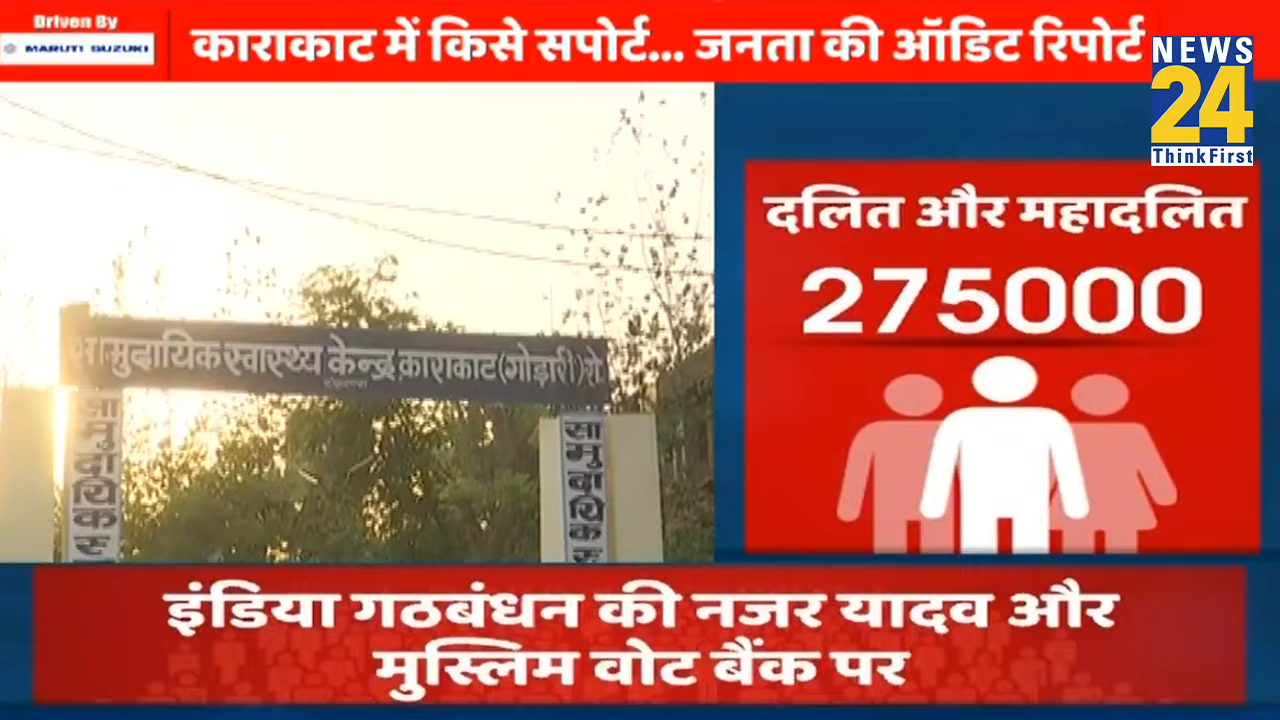 Driven By
MARUTI SUZUKI
काराकाट में किसे सपोर्ट... जनता की ऑडिट रिपोर्ट
NEWS
24
ThinkFirst
दलित और महादलित
275000
सामुदायिक स्वास्थ्य केन्द्र काराकाट (गोड़ारी) रो
सामुदायिक
सामुदायिक
इंडिया गठबंधन की नजर यादव और
मुस्लिम वोट बैंक पर